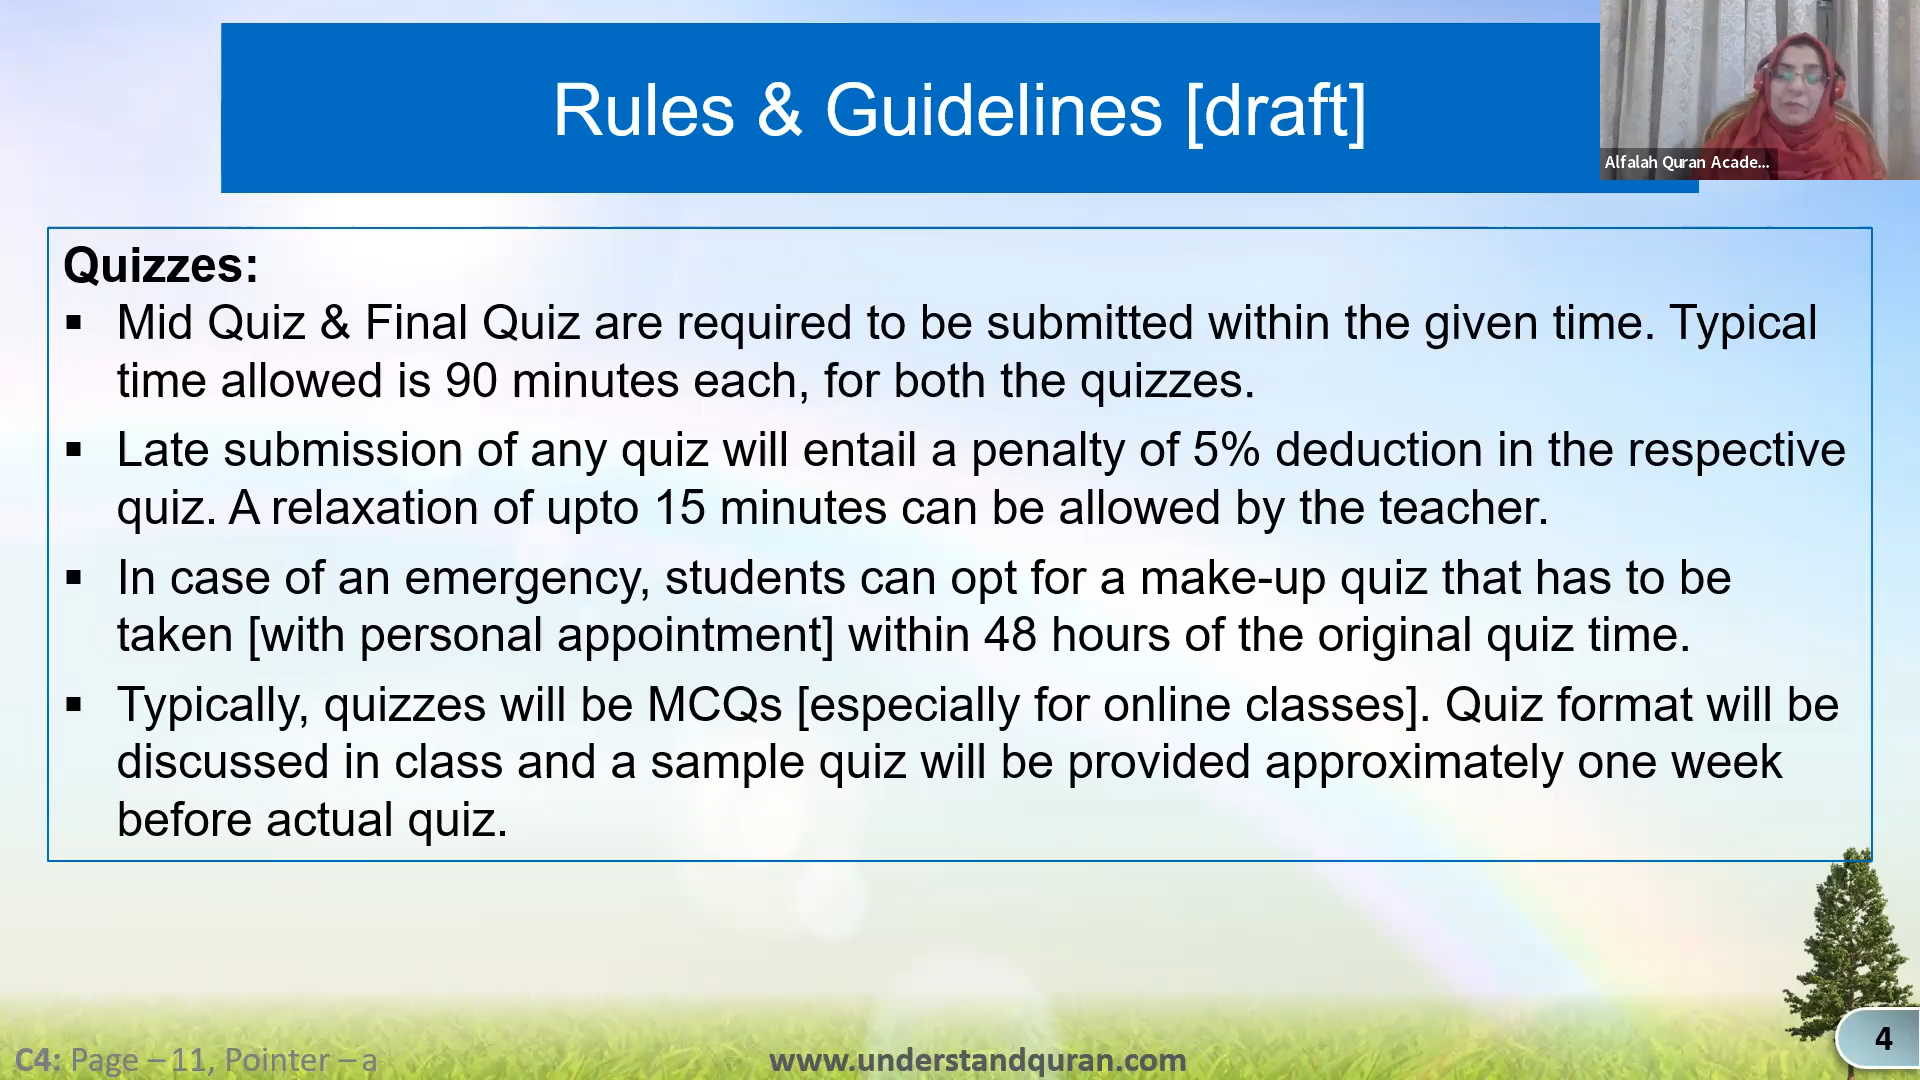 Rules & Guidelines [draft]
Alfalah Quran Acade...
Quizzes:
▪ Mid Quiz & Final Quiz are required to be submitted within the given time. Typical
time allowed is 90 minutes each, for both the quizzes.
▪ Late submission of any quiz will entail a penalty of 5% deduction in the respective
quiz. A relaxation of upto 15 minutes can be allowed by the teacher.
▪ In case of an emergency, students can opt for a make-up quiz that has to be
taken [with personal appointment] within 48 hours of the original quiz time.
▪ Typically, quizzes will be MCQs [especially for online classes]. Quiz format will be
discussed in class and a sample quiz will be provided approximately one week
before actual quiz.
C4: Page – 11, Pointer – a
www.understandquran.com
4